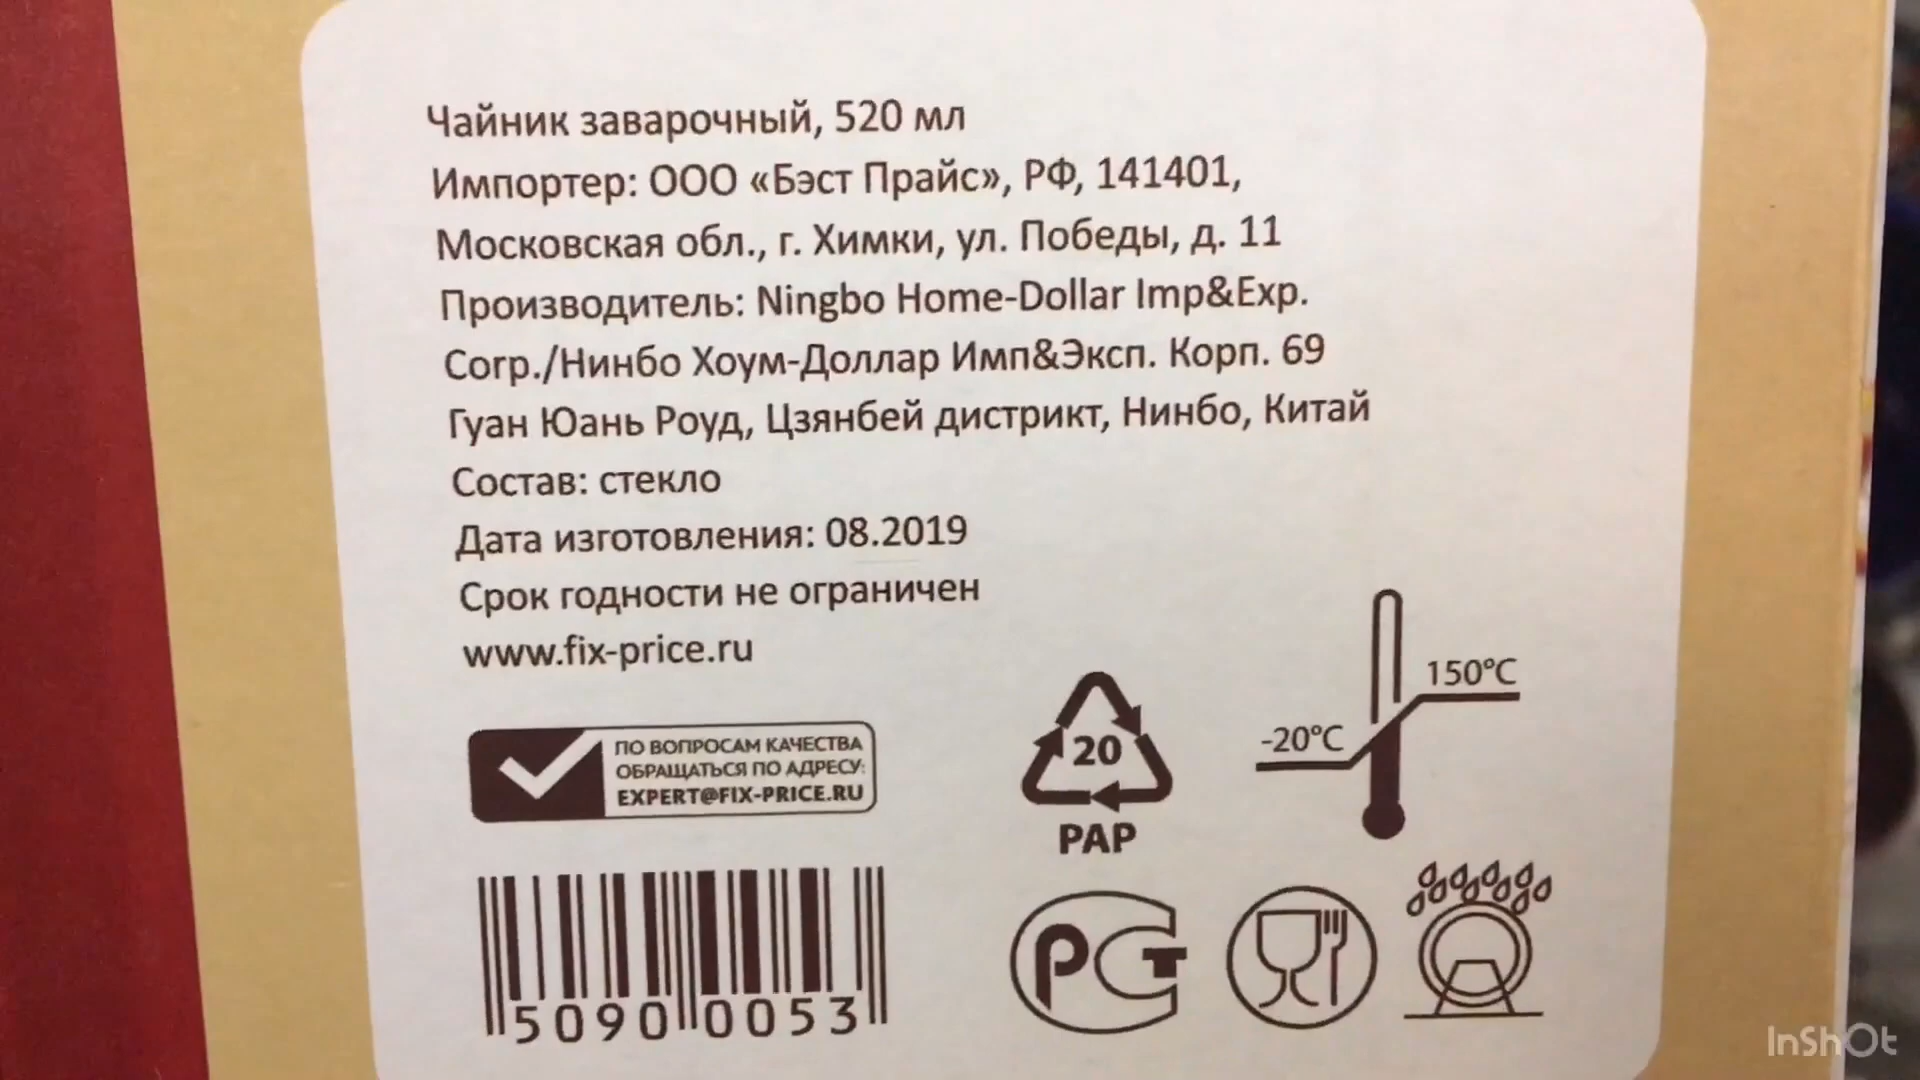 Чайник заварочный, 520 мл
Импортер: ООО «Бэст Прайс», РФ, 141401,
Московская обл., г. Химки, ул. Победы, д. 11
Производитель: Ningbo Home-Dollar Imp&Exp.
Corp./Нинбо Хоум-Доллар Имп&Эксп. Корп. 69
Гуан Юань Роуд, Цзянбей дистрикт, Нинбо, Китай
Состав: стекло
Дата изготовления: 08.2019
Срок годности не ограничен
www.fix-price.ru
ПО ВОПРОСАМ КАЧЕСТВА
ОБРАЩАТЬСЯ ПО АДРЕСУ:
EXPERT@FIX-PRICE.RU
20
PAP
150°C
-20°C
5090 0053
РСТ
InShOt